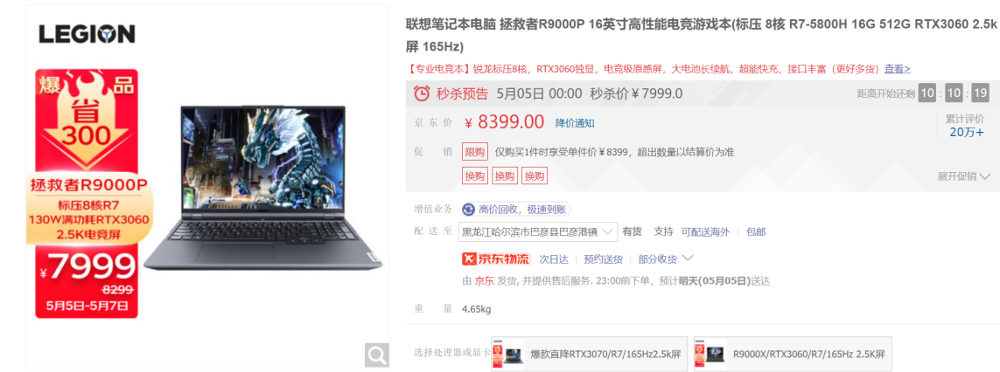 LEGION
爆品
省
300
拯救者R9000P
标压8核R7
130W满功耗RTX3060
2.5K电竞屏
¥7999
8299
5月5日-5月7日
联想笔记本电脑 拯救者R9000P 16英寸高性能电竞游戏本(标压 8核 R7-5800H 16G 512G RTX3060 2.5k
屏 165Hz)
【专业电竞本】锐龙标压8核，RTX3060独显，电竞级原感屏，大电池长续航，超能快充，接口丰富（更好多货）查看>
秒杀预告 5月05日 00:00 秒杀价￥7999.0 距离开始还剩 10 : 10 : 19
京 东 价 ￥ 8399.00 降价通知
累计评价
20万+
促 销 限购 仅购买1件时享受单件价￥8399，超出数量以结算价为准
换购 换购 换购 展开促销
增值业务 高价回收，极速到账
配 送 至 黑龙江哈尔滨市巴彦县巴彦港镇 有货 支持 可配送海外 包邮
京东物流 次日达 预约送货 部分收货
由 京东 发货, 并提供售后服务. 23:00前下单，预计明天(05月05日)送达
重 量 4.65kg
选择处理器或显卡 爆款直降RTX3070/R7/165Hz2.5k屏 R9000X/RTX3060/R7/165Hz 2.5K屏